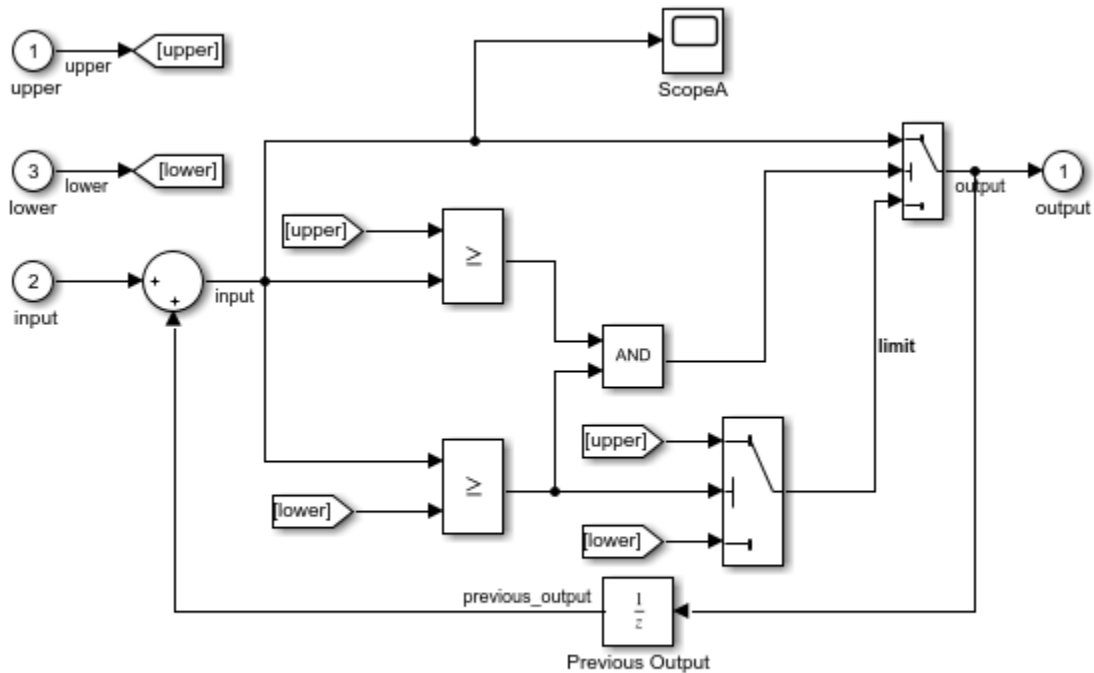 1
upper
upper
[upper]
ScopeA
3
lower
lower
[lower]
output
1
output
[upper]
≥
2
input
+
+
input
AND
limit
[upper]
≥
[lower]
[lower]
previous_output
1
z
Previous Output